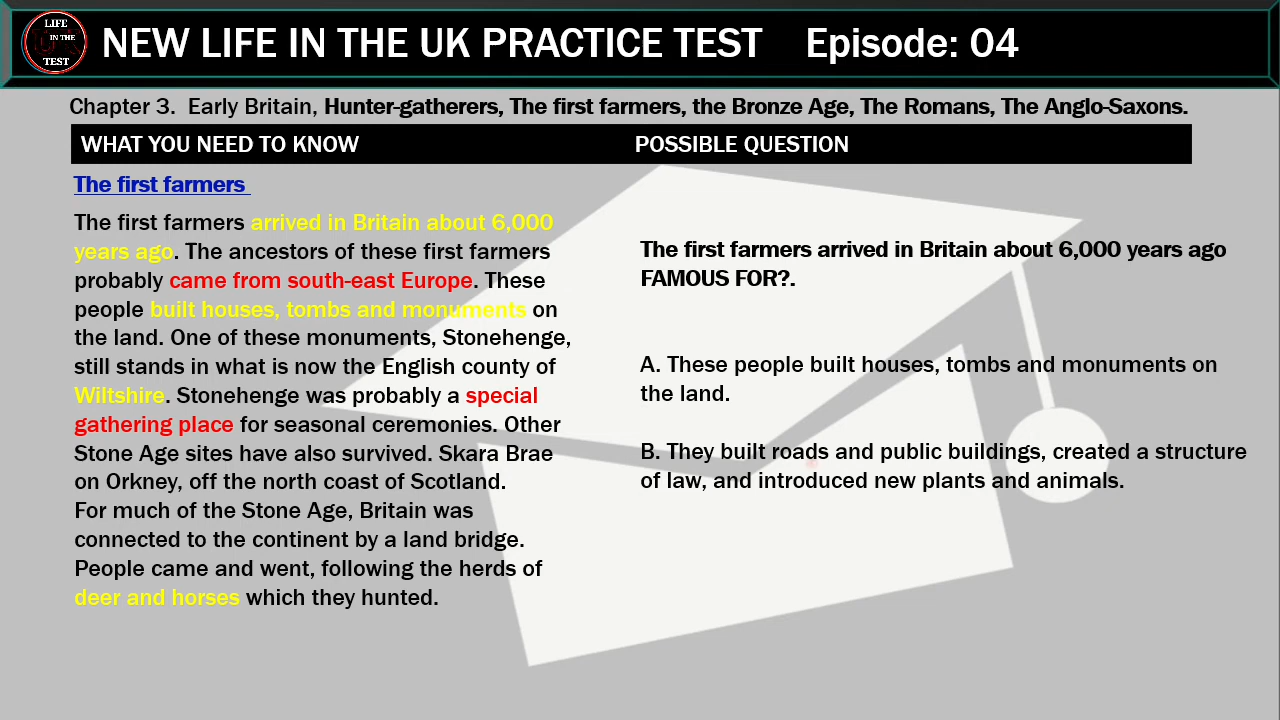 LIFE
IN THE
UK
TEST
NEW LIFE IN THE UK PRACTICE TEST Episode: 04
Chapter 3. Early Britain, Hunter-gatherers, The first farmers, the Bronze Age, The Romans, The Anglo-Saxons.
WHAT YOU NEED TO KNOW
The first farmers
The first farmers arrived in Britain about 6,000
years ago. The ancestors of these first farmers
probably came from south-east Europe. These
people built houses, tombs and monuments on
the land. One of these monuments, Stonehenge,
still stands in what is now the English county of
Wiltshire. Stonehenge was probably a special
gathering place for seasonal ceremonies. Other
Stone Age sites have also survived. Skara Brae
on Orkney, off the north coast of Scotland.
For much of the Stone Age, Britain was
connected to the continent by a land bridge.
People came and went, following the herds of
deer and horses which they hunted.
POSSIBLE QUESTION
The first farmers arrived in Britain about 6,000 years ago
FAMOUS FOR?.
A. These people built houses, tombs and monuments on
the land.
B. They built roads and public buildings, created a structure
of law, and introduced new plants and animals.